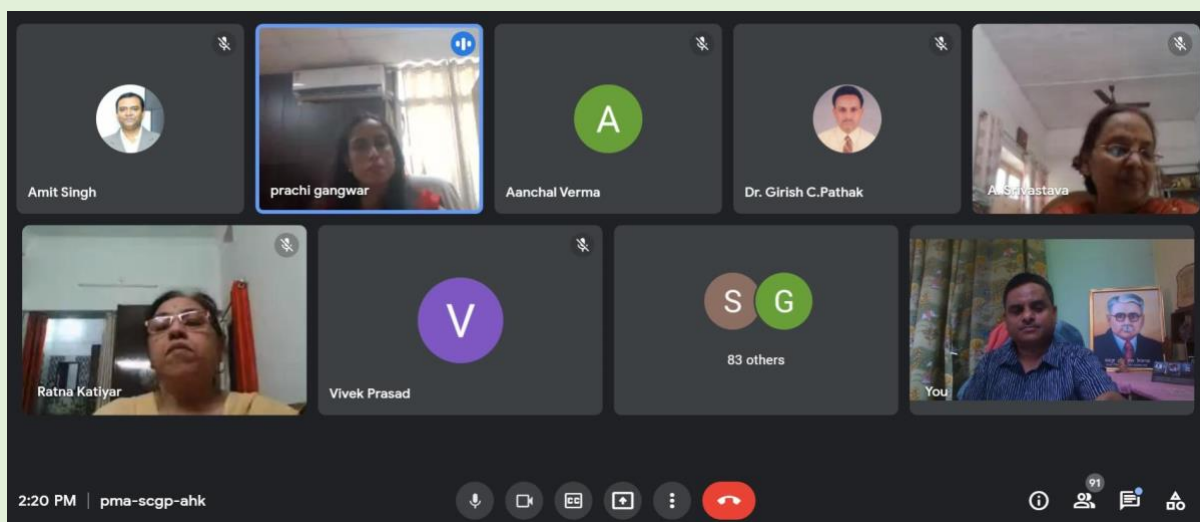 Amit Singh
prachi gangwar
A
Aanchal Verma
Dr. Girish C.Pathak
A. Srivastava
Ratna Katiyar
V
Vivek Prasad
S G
83 others
You
2:20 PM | pma-scgp-ahk
CC
91